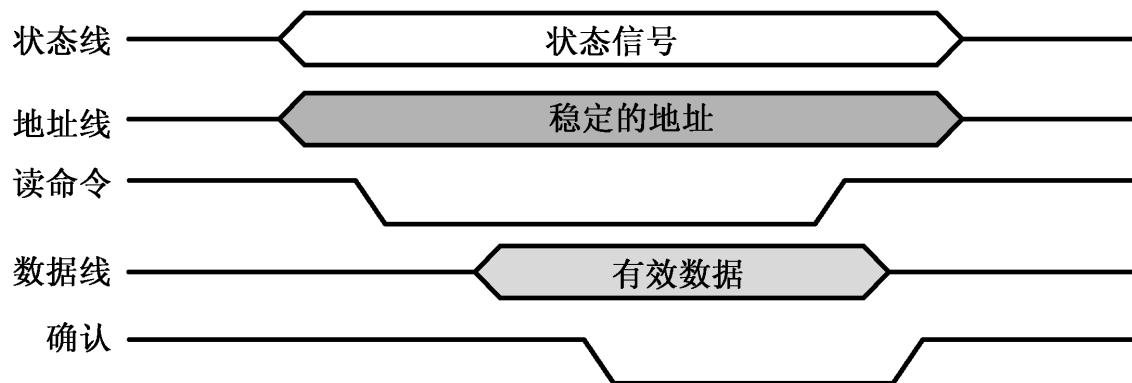 状态线
状态信号
地址线
稳定的地址
读命令
数据线
有效数据
确认